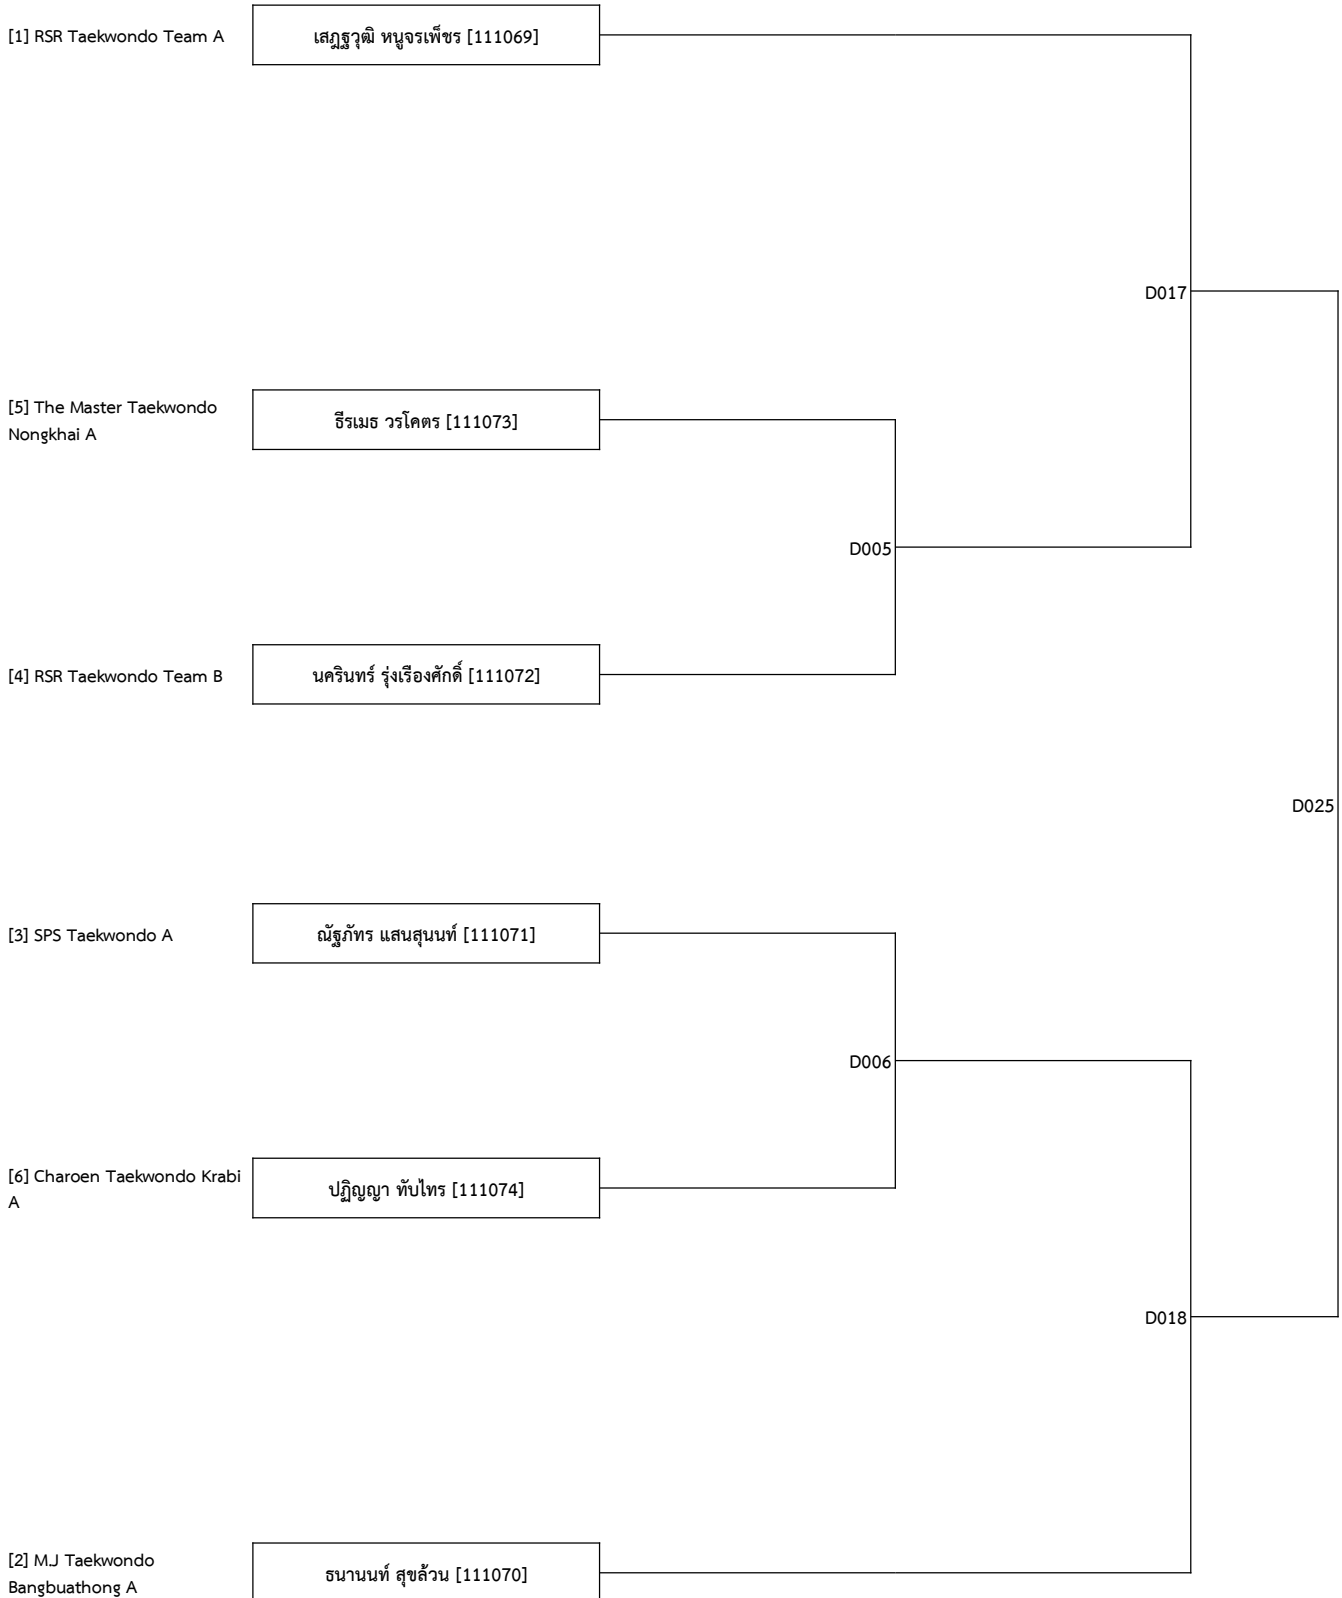 [1] RSR Taekwondo Team A
เสฎฐวุฒิ หนูจรเพ็ชร [111069]
D017
[5] The Master Taekwondo
Nongkhai A
ธีรเมธ วรโคตร [111073]
D005
[4] RSR Taekwondo Team B
นครินทร์ รุ่งเรืองศักดิ์ [111072]
D025
[3] SPS Taekwondo A
ณัฐภัทร แสนสุนนท์ [111071]
D006
[6] Charoen Taekwondo Krabi
A
ปฏิญญา ทับไทร [111074]
D018
[2] M.J Taekwondo
Bangbuathong A
ธนานนท์ สุขล้วน [111070]